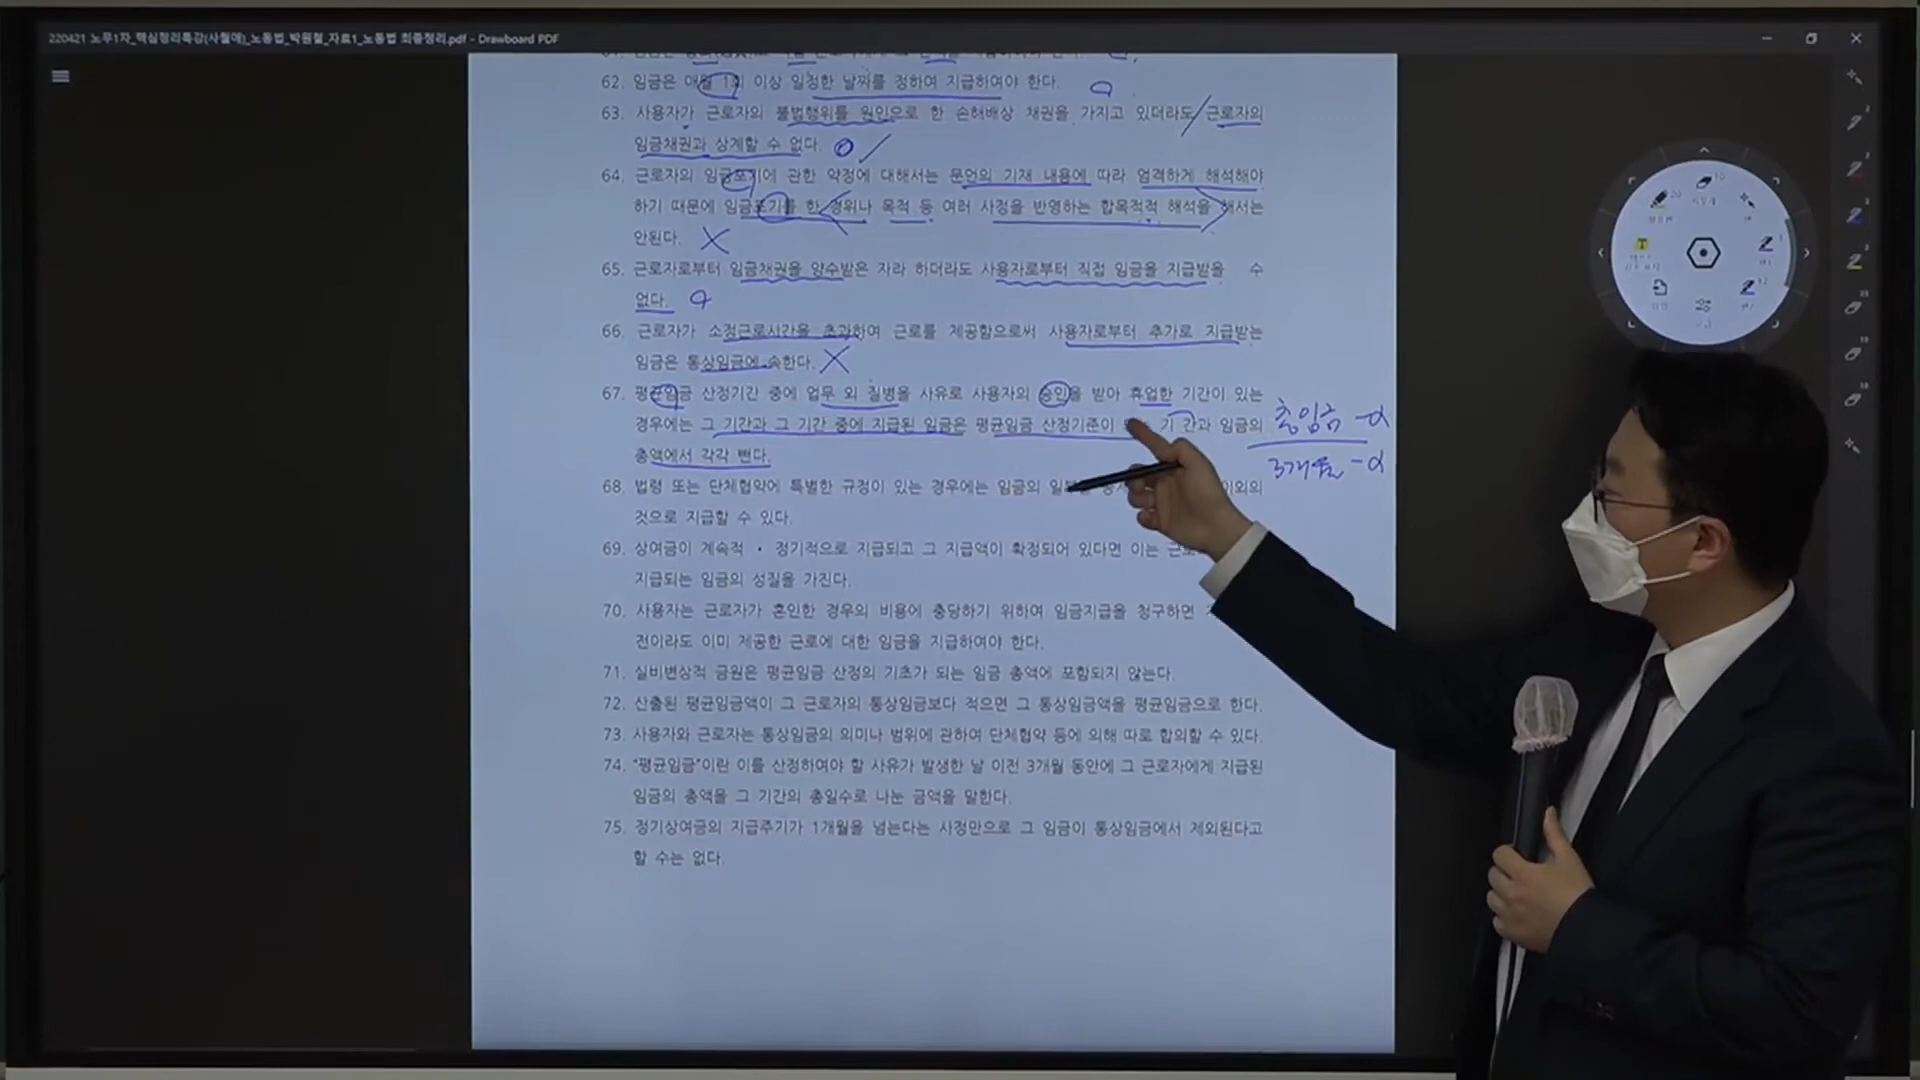 220421 노무1차_핵심정리특강(사월애)_노동법_박원철_자료1_노동법 최종정리.pdf - Drawboard PDF
62. 임금은 매월 1회 이상 일정한 날짜를 정하여 지급하여야 한다.
63. 사용자가 근로자의 불법행위를 원인으로 한 손해배상 채권을 가지고 있더라도 근로자의
임금채권과 상계할 수 없다. O
64. 근로자의 임금포기에 관한 약정에 대해서는 문언의 기재 내용에 따라 엄격하게 해석해야
하기 때문에 임금포기를 한 경위나 목적 등 여러 사정을 반영하는 합목적적 해석을 해서는
안된다. X
65. 근로자로부터 임금채권을 양수받은 자라 하더라도 사용자로부터 직접 임금을 지급받을 수
없다. O
66. 근로자가 소정근로시간을 초과하여 근로를 제공함으로써 사용자로부터 추가로 지급받는
임금은 통상임금에 속한다. X
67. 평균임금 산정기간 중에 업무 외 질병을 사유로 사용자의 승인을 받아 휴업한 기간이 있는
경우에는 그 기간과 그 기간 중에 지급된 임금은 평균임금 산정기준이 기 간과 임금의
총액에서 각각 뺀다.
총임금 -α
3개월 -α
68. 법령 또는 단체협약에 특별한 규정이 있는 경우에는 임금의 이외의
것으로 지급할 수 있다.
69. 상여금이 계속적 · 정기적으로 지급되고 그 지급액이 확정되어 있다면 이는
지급되는 임금의 성질을 가진다.
70. 사용자는 근로자가 혼인한 경우의 비용에 충당하기 위하여 임금지급을 청구하면
전이라도 이미 제공한 근로에 대한 임금을 지급하여야 한다.
71. 실비변상적 금원은 평균임금 산정의 기초가 되는 임금 총액에 포함되지 않는다.
72. 산출된 평균임금액이 그 근로자의 통상임금보다 적으면 그 통상임금액을 평균임금으로 한다.
73. 사용자와 근로자는 통상임금의 의미나 범위에 관하여 단체협약 등에 의해 따로 합의할 수 있다.
74. "평균임금"이란 이를 산정하여야 할 사유가 발생한 날 이전 3개월 동안에 그 근로자에게 지급된
임금의 총액을 그 기간의 총일수로 나눈 금액을 말한다.
75. 정기상여금의 지급주기가 1개월을 넘는다는 사정만으로 그 임금이 통상임금에서 제외된다고
할 수는 없다.